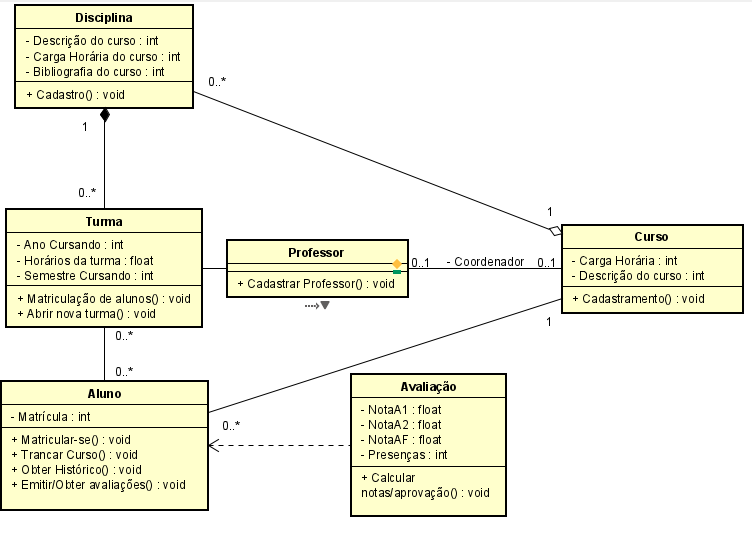 Disciplina
- Descrição do curso : int
- Carga Horária do curso : int
- Bibliografia do curso : int
+ Cadastro() : void
0..*
1
0..*
1
Turma
- Ano Cursando : int
- Horários da turma : float
- Semestre Cursando : int
+ Matriculação de alunos() : void
+ Abrir nova turma() : void
Professor
+ Cadastrar Professor() : void
0..1
- Coordenador
0..1
Curso
- Carga Horária : int
- Descrição do curso : int
+ Cadastramento() : void
1
0..*
0..*
0..*
Aluno
- Matrícula : int
+ Matricular-se() : void
+ Trancar Curso() : void
+ Obter Histórico() : void
+ Emitir/Obter avaliações() : void
Avaliação
- NotaA1 : float
- NotaA2 : float
- NotaAF : float
- Presenças : int
+ Calcular
notas/aprovação() : void